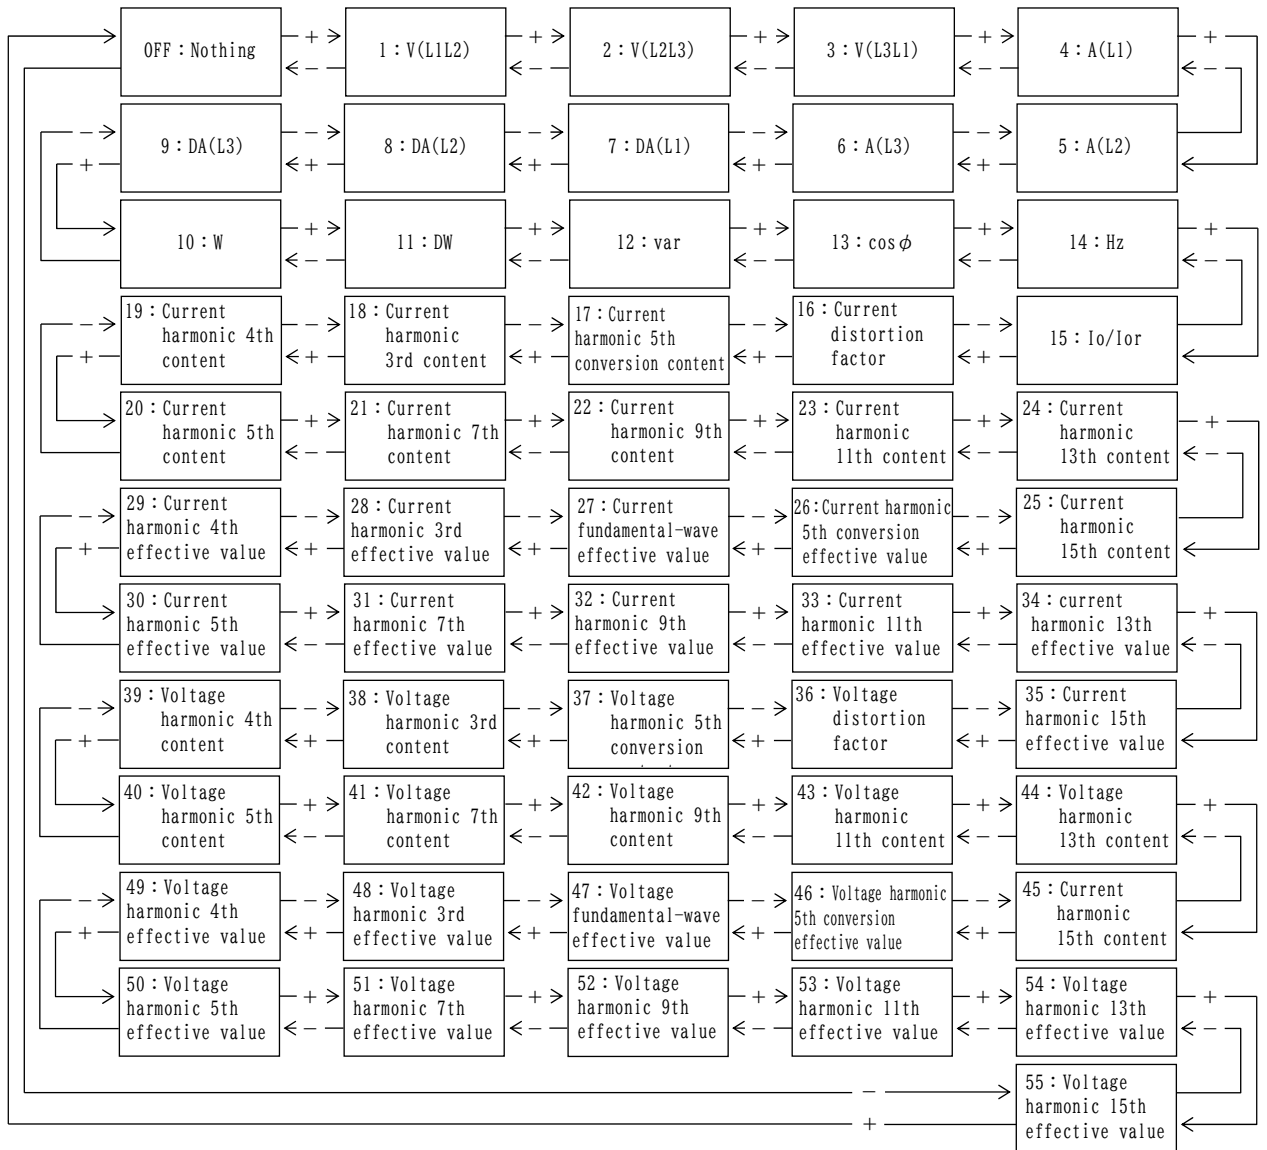 OFF：Nothing
1：V(L1L2)
2：V(L2L3)
3：V(L3L1)
4：A(L1)
9：DA(L3)
8：DA(L2)
7：DA(L1)
6：A(L3)
5：A(L2)
10：W
11：DW
12：var
13：cosφ
14：Hz
19：Current
harmonic 4th
content
18：Current
harmonic
3rd content
17：Current
harmonic 5th
conversion content
16：Current
distortion
factor
15：Io/Ior
20：Current
harmonic 5th
content
21：Current
harmonic 7th
content
22：Current
harmonic 9th
content
23：Current
harmonic
11th content
24：Current
harmonic
13th content
29：Current
harmonic 4th
effective value
28：Current
harmonic 3rd
effective value
27：Current
fundamental-wave
effective value
26:Current harmonic
5th conversion
effective value
25：Current
harmonic
15th content
30：Current
harmonic 5th
effective value
31：Current
harmonic 7th
effective value
32：Current
harmonic 9th
effective value
33：Current
harmonic 11th
effective value
34：current
harmonic 13th
effective value
39：Voltage
harmonic 4th
content
38：Voltage
harmonic 3rd
content
37：Voltage
harmonic 5th
conversion
36：Voltage
distortion
factor
35：Current
harmonic 15th
effective value
40：Voltage
harmonic 5th
content
41：Voltage
harmonic 7th
content
42：Voltage
harmonic 9th
content
43：Voltage
harmonic
11th content
44：Voltage
harmonic
13th content
49：Voltage
harmonic 4th
effective value
48：Voltage
harmonic 3rd
effective value
47：Voltage
fundamental-wave
effective value
46：Voltage harmonic
5th conversion
effective value
45：Current
harmonic
15th content
50：Voltage
harmonic 5th
effective value
51：Voltage
harmonic 7th
effective value
52：Voltage
harmonic 9th
effective value
53：Voltage
harmonic 11th
effective value
54：Voltage
harmonic 13th
effective value
55：Voltage
harmonic 15th
effective value